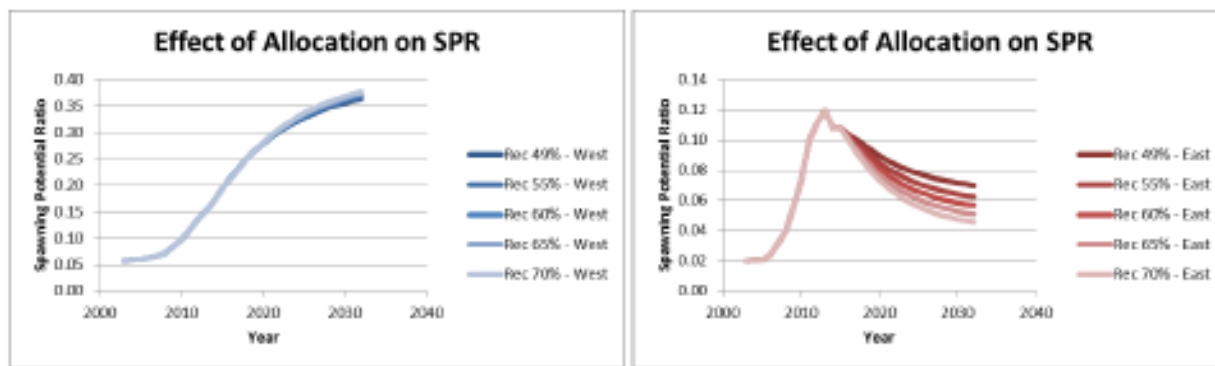 Effect of Allocation on SPR
Spawning Potential Ratio
0.40
0.35
0.30
0.25
0.20
0.15
0.10
0.05
0.00
2000 2010 2020 2030 2040
Year
Rec 49% - West
Rec 55% - West
Rec 60% - West
Rec 65% - West
Rec 70% - West
Effect of Allocation on SPR
Spawning Potential Ratio
0.14
0.12
0.10
0.08
0.06
0.04
0.02
0.00
2000 2010 2020 2030 2040
Year
Rec 49% - East
Rec 55% - East
Rec 60% - East
Rec 65% - East
Rec 70% - East